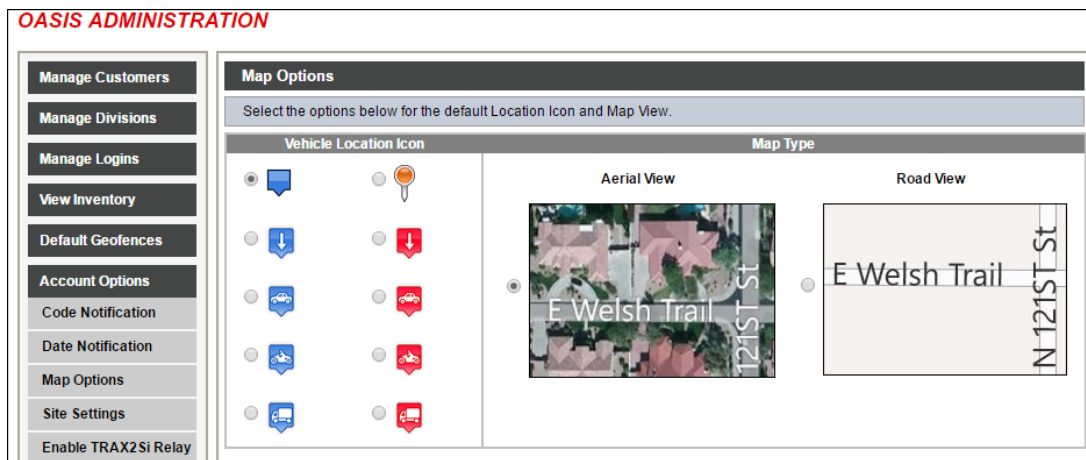 OASIS ADMINISTRATION
Manage Customers
Manage Divisions
Manage Logins
View Inventory
Default Geofences
Account Options
Code Notification
Date Notification
Map Options
Site Settings
Enable TRAX2Si Relay
Map Options
Select the options below for the default Location Icon and Map View.
Vehicle Location Icon
Map Type
Aerial View
Road View
E Welsh Trail
121ST St
E Welsh Trail
N 121ST St